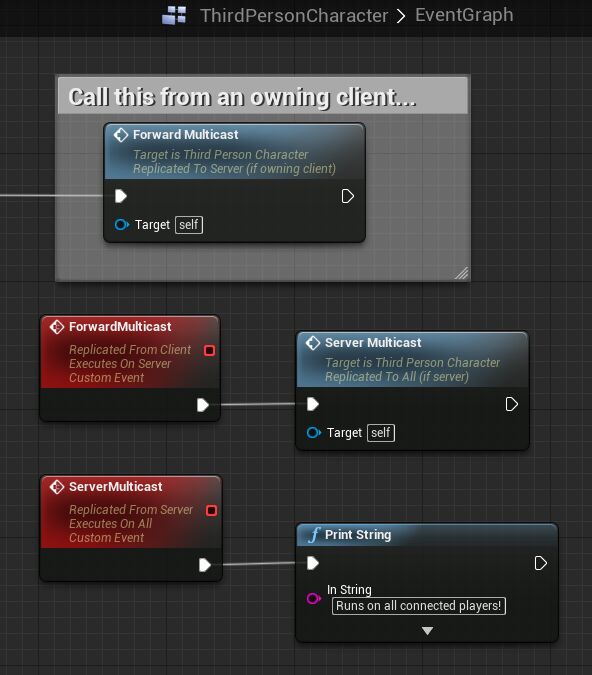 ThirdPersonCharacter > EventGraph
Call this from an owning client...
Forward Multicast
Target is Third Person Character
Replicated To Server (if owning client)
Target self
ForwardMulticast
Replicated From Client
Executes On Server
Custom Event
Server Multicast
Target is Third Person Character
Replicated To All (if server)
Target self
ServerMulticast
Replicated From Server
Executes On All
Custom Event
f Print String
In String
Runs on all connected players!